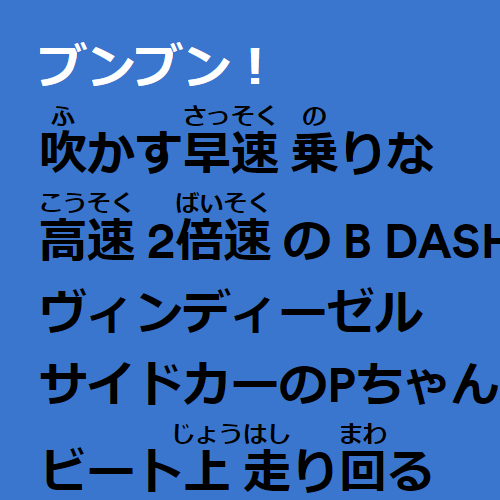 ブンブン！
ふ さっそく の
吹かす早速 乗りな
こうそく ばいそく
高速 2倍速 の B DASH
ヴィンディーゼル
サイドカーのPちゃん
じょうはし まわ
ビート上 走り回る